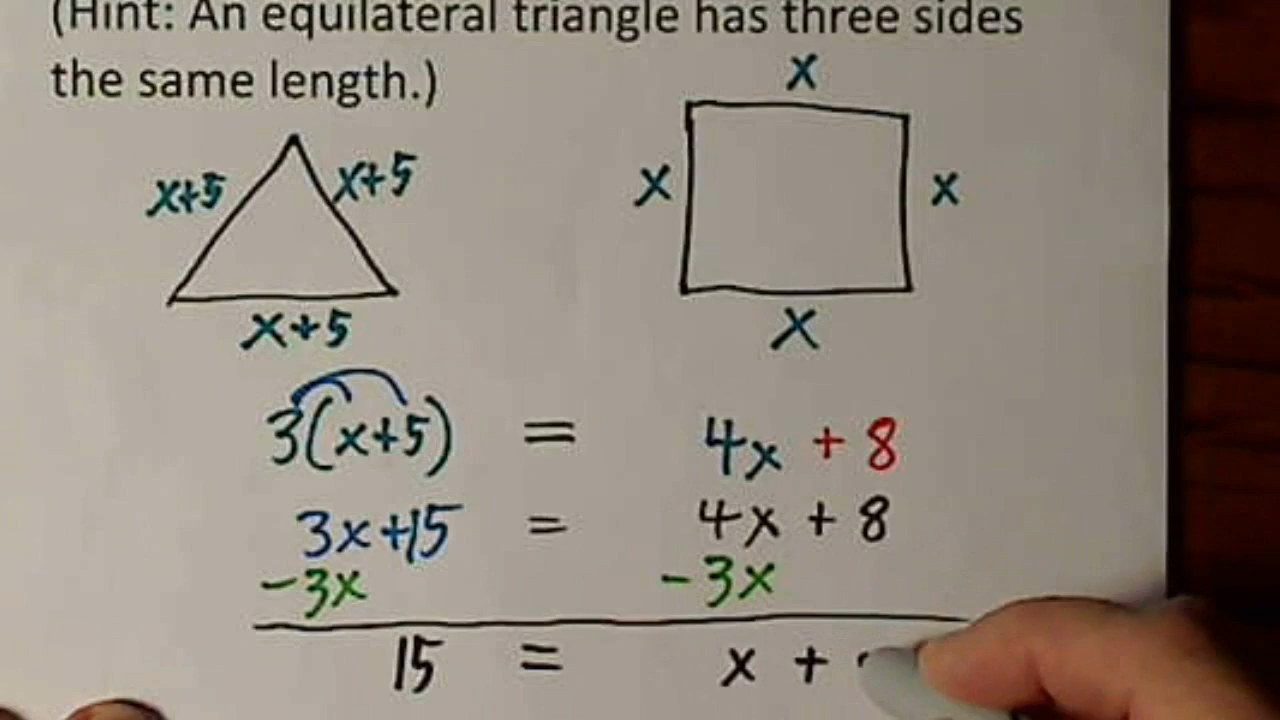 (Hint: An equilateral triangle has three sides
the same length.)
x
x+5 x+5 x x
x+5 x
3(x+5) = 4x + 8
3x+15 = 4x + 8
-3x -3x
15 = x +